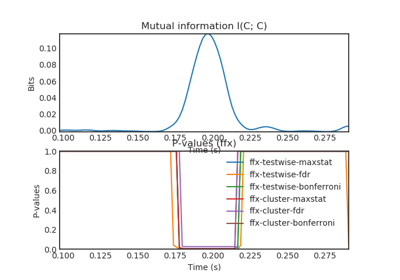 Mutual information I(C; C)
Bits
0.10
0.08
0.06
0.04
0.02
0.00
0.100 0.125 0.150 0.175 0.200 0.225 0.250 0.275
Time (s)
P-values (ffx)
P-values
1.0
0.8
0.6
0.4
0.2
0.0
ffx-testwise-maxstat
ffx-testwise-fdr
ffx-testwise-bonferroni
ffx-cluster-maxstat
ffx-cluster-fdr
ffx-cluster-bonferroni
0.100 0.125 0.150 0.175 0.200 0.225 0.250 0.275
Time (s)